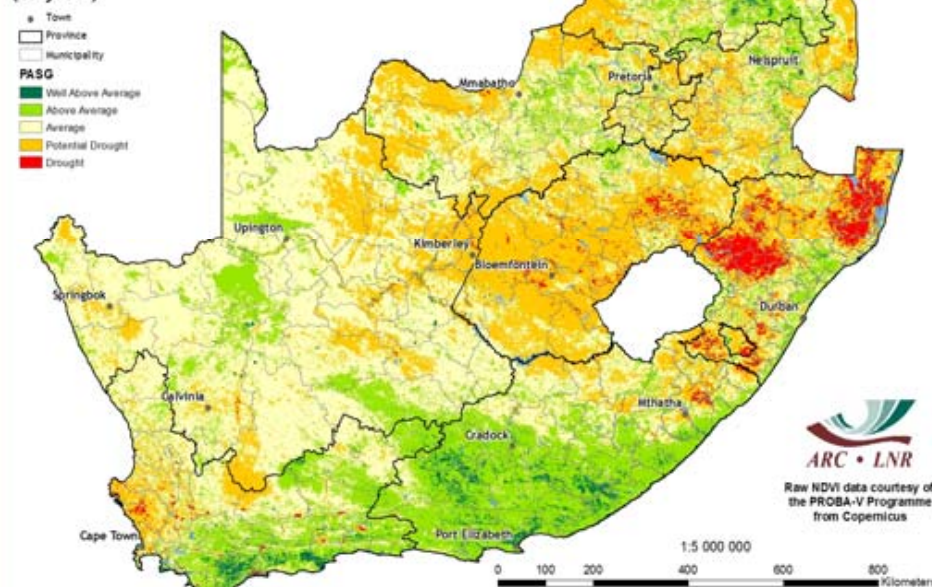 Town
Province
Municipality
PASG
Well Above Average
Above Average
Average
Potential Drought
Drought
Nelspruit
Pretoria
Mmabatho
Upington
Kimberley
Bloemfontein
Springbok
Durban
Calvinia
Mthatha
Cradock
ARC • LNR
Raw NDVI data courtesy of
the PROBA-V Programme
from Copernicus
Cape Town
Port Elizabeth
1:5 000 000
0 100 200 400 600 800
Kilometers